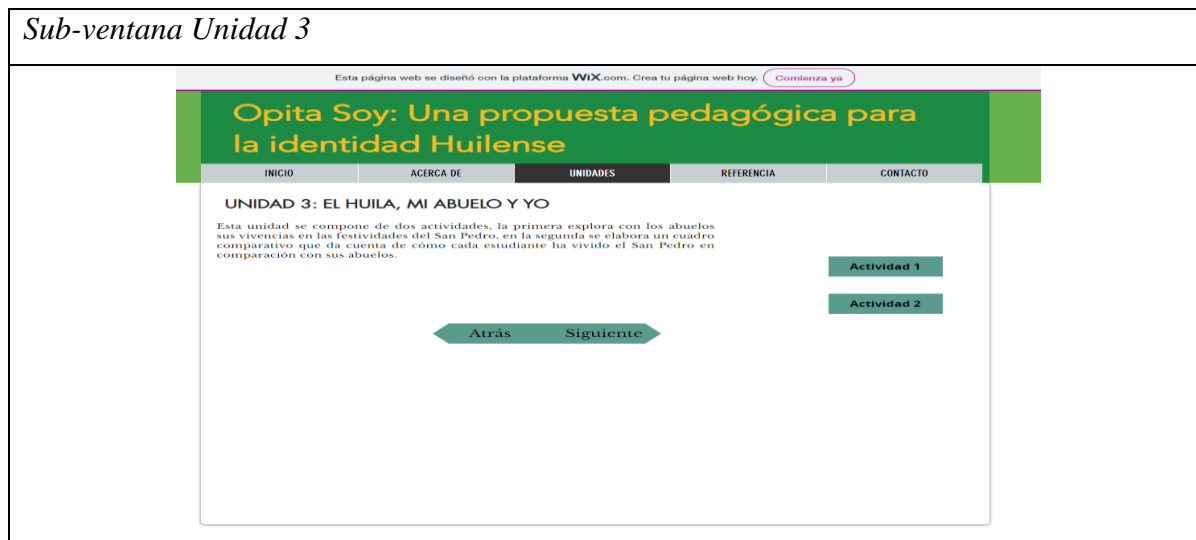 Sub-ventana Unidad 3
Esta página web se diseñó con la plataforma WiX.com. Crea tu página web hoy. Comienza ya
Opita Soy: Una propuesta pedagógica para
la identidad Huilense
INICIO ACERCA DE UNIDADES REFERENCIA CONTACTO
UNIDAD 3: EL HUILA, MI ABUELO Y YO
Esta unidad se compone de dos actividades, la primera explora con los abuelos
sus vivencias en las festividades del San Pedro, en la segunda se elabora un cuadro
comparativo que da cuenta de cómo cada estudiante ha vivido el San Pedro en
comparación con sus abuelos.
Actividad 1
Actividad 2
Atrás Siguiente